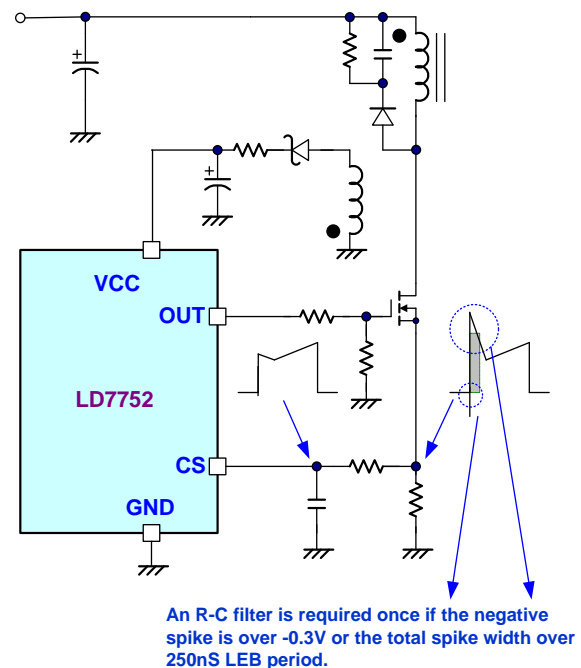 +
+
VCC
OUT
LD7752
CS
GND
An R-C filter is required once if the negative
spike is over -0.3V or the total spike width over
250nS LEB period.